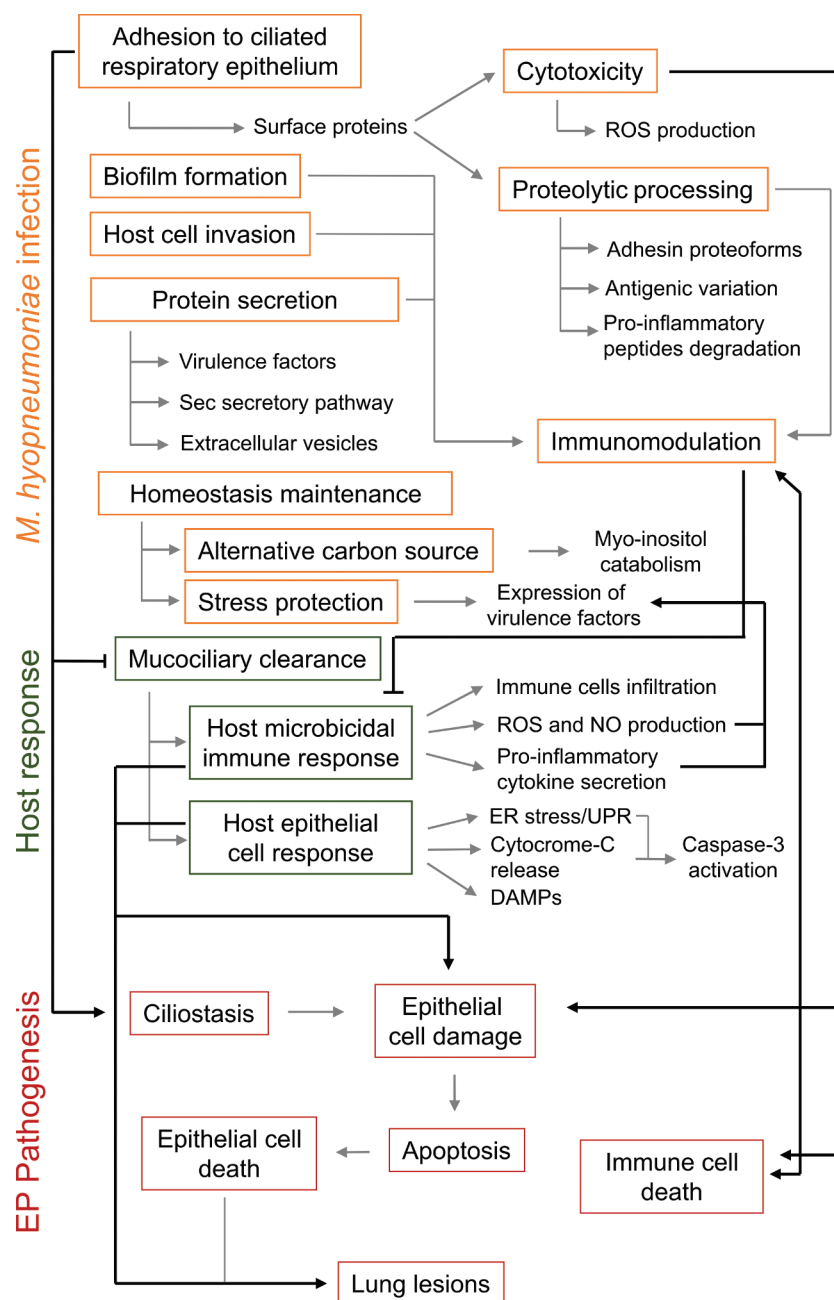 Adhesion to ciliated
respiratory epithelium
Surface proteins
Cytotoxicity
ROS production
Biofilm formation
Host cell invasion
Protein secretion
Virulence factors
Sec secretory pathway
Extracellular vesicles
Proteolytic processing
Adhesin proteoforms
Antigenic variation
Pro-inflammatory
peptides degradation
Immunomodulation
Homeostasis maintenance
Alternative carbon source
Myo-inositol
catabolism
Stress protection
Expression of
virulence factors
M. hyopneumoniae infection
Mucociliary clearance
Host microbicidal
immune response
Immune cells infiltration
ROS and NO production
Pro-inflammatory
cytokine secretion
Host epithelial
cell response
ER stress/UPR
Cytocrome-C
release
DAMPs
Caspase-3
activation
Host response
Ciliostasis
Epithelial
cell damage
Epithelial cell
death
Apoptosis
Immune cell
death
Lung lesions
EP Pathogenesis